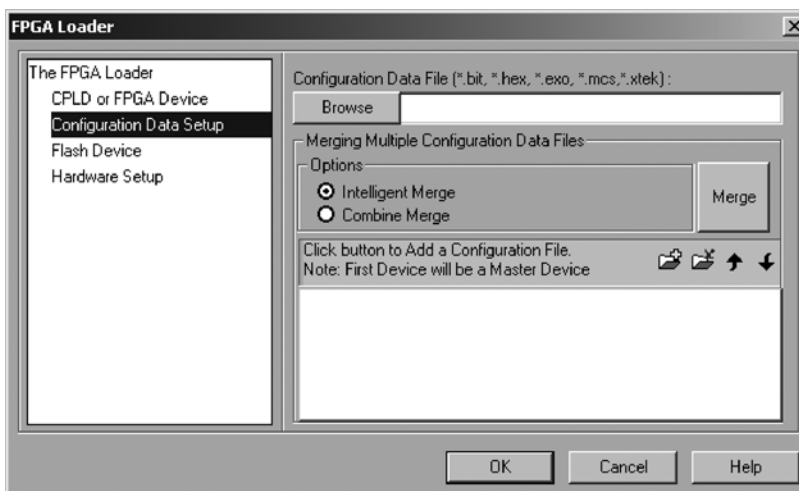 FPGA Loader
The FPGA Loader
CPLD or FPGA Device
Configuration Data Setup
Flash Device
Hardware Setup
Configuration Data File (*.bit, *.hex, *.exo, *.mcs,*.xtek) :
Browse
Merging Multiple Configuration Data Files
Options
Intelligent Merge
Combine Merge
Merge
Click button to Add a Configuration File.
Note: First Device will be a Master Device
OK
Cancel
Help